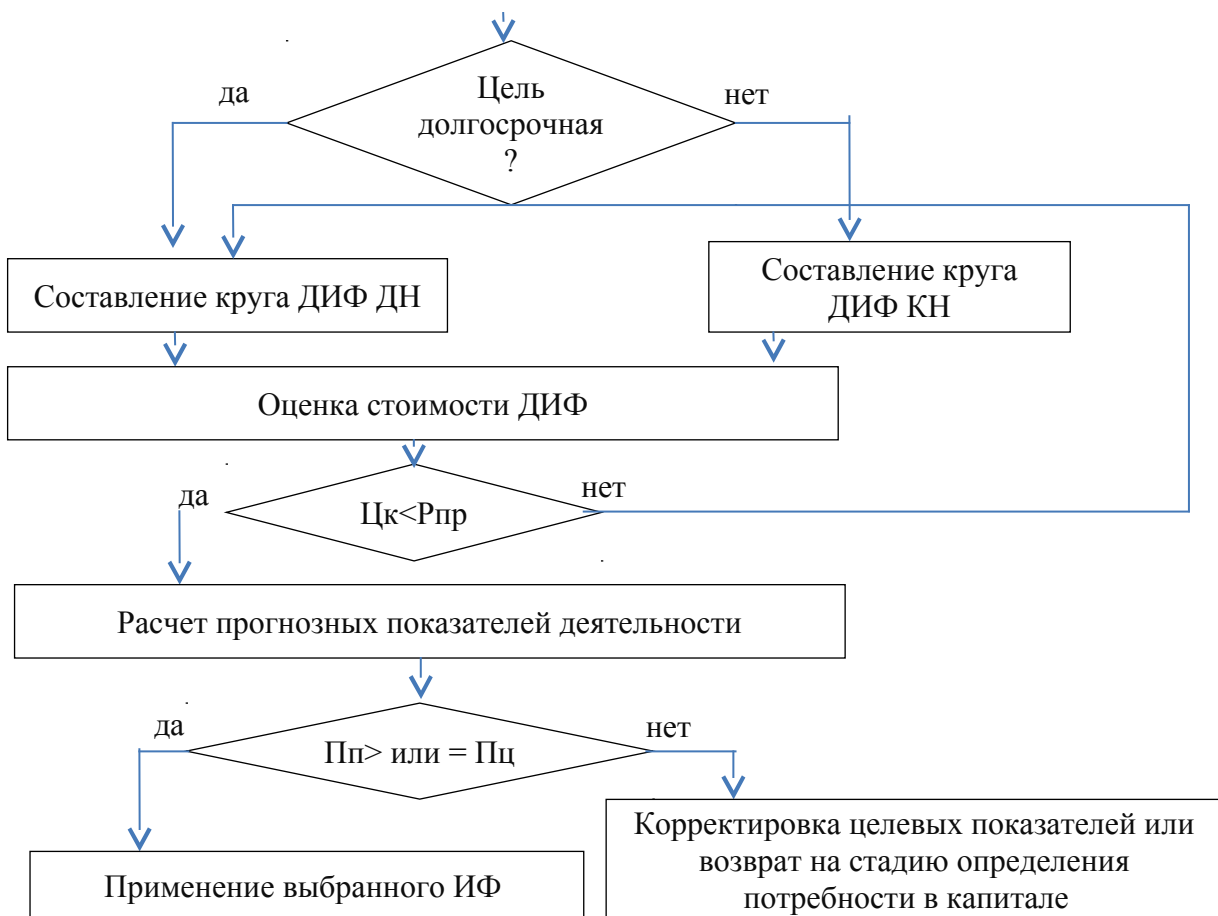 да
Цель
долгосрочная
?
нет
Составление круга ДИФ ДН
Составление круга
ДИФ КН
Оценка стоимости ДИФ
да
Цк<Рпр
нет
Расчет прогнозных показателей деятельности
да
Пп> или = Пц
нет
Применение выбранного ИФ
Корректировка целевых показателей или
возврат на стадию определения
потребности в капитале